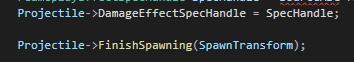 Projectile->DamageEffectSpecHandle = SpecHandle;
Projectile->FinishSpawning(SpawnTransform);